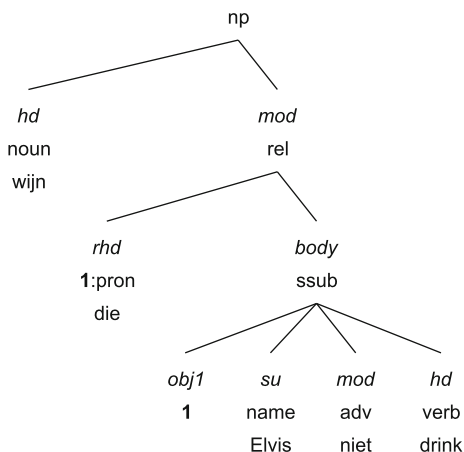 np
hd mod
noun rel
wijn
rhd body
1:pron ssub
die
obj1 su mod hd
1 name adv verb
Elvis niet drink